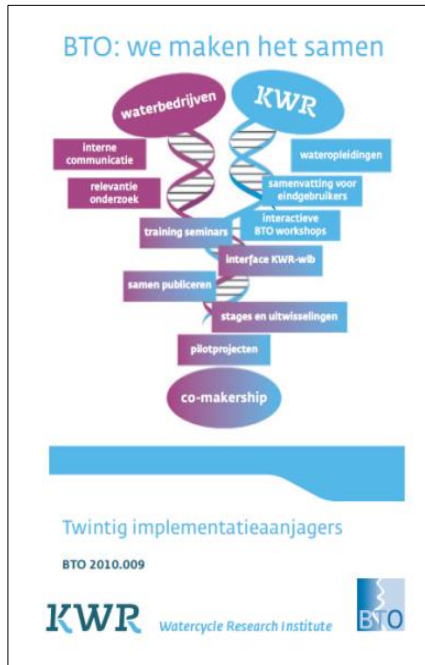 BTO: we maken het samen
waterbedrijven
KWR
interne
communicatie
wateropleidingen
relevantie
onderzoek
samenvatting voor
eindgebruikers
training seminars
interactieve
BTO workshops
interface KWR-wlb
samen publiceren
stages en uitwisselingen
pilotprojecten
co-makership
Twintig implementatieaanjagers
BTO 2010.009
KWR Watercycle Research Institute
BTO